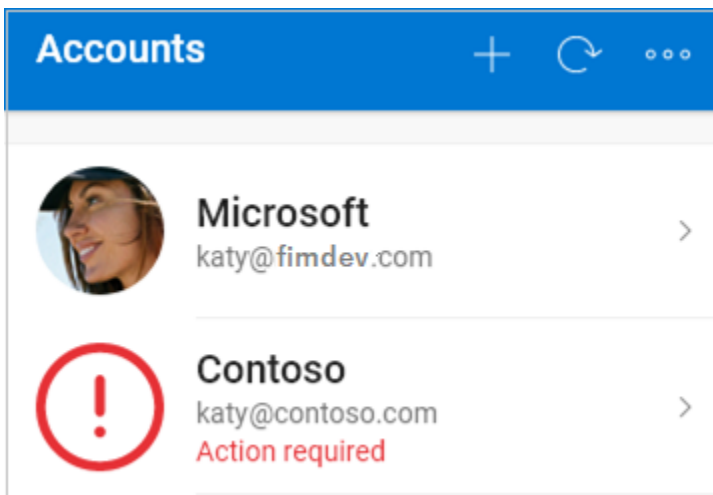 Accounts
Microsoft
katy@fimdev.com
Contoso
katy@contoso.com
Action required